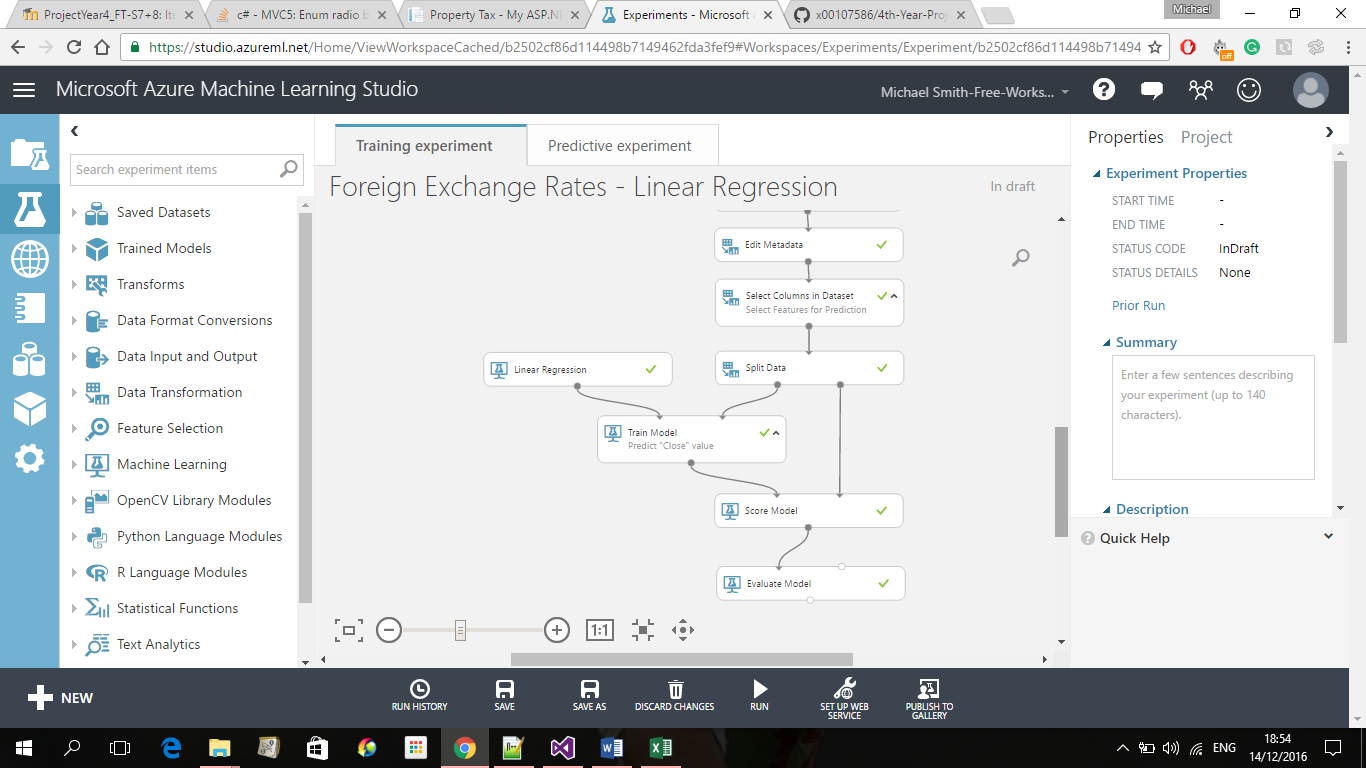 ProjectYear4_FT-S7+8: Ite
c# - MVC5: Enum radio b
Property Tax - My ASP.NE
Experiments - Microsoft A
x00107586/4th-Year-Proj
Michael
https://studio.azureml.net/Home/ViewWorkspaceCached/b2502cf86d114498b7149462fda3fef9#Workspaces/Experiments/Experiment/b2502cf86d114498b71494
off
Microsoft Azure Machine Learning Studio
Michael Smith-Free-Works...
Search experiment items
Saved Datasets
Trained Models
Transforms
Data Format Conversions
Data Input and Output
Data Transformation
Feature Selection
Machine Learning
OpenCV Library Modules
Python Language Modules
R Language Modules
Statistical Functions
Text Analytics
Training experiment
Predictive experiment
Foreign Exchange Rates - Linear Regression
In draft
Edit Metadata
Select Columns in Dataset
Select Features for Prediction
Linear Regression
Split Data
Train Model
Predict "Close" value
Score Model
Evaluate Model
1:1
Properties
Project
Experiment Properties
START TIME -
END TIME -
STATUS CODE InDraft
STATUS DETAILS None
Prior Run
Summary
Enter a few sentences describing
your experiment (up to 140
characters).
Description
Quick Help
NEW
RUN HISTORY
SAVE
SAVE AS
DISCARD CHANGES
RUN
SET UP WEB
SERVICE
PUBLISH TO
GALLERY
ENG
18:54
14/12/2016